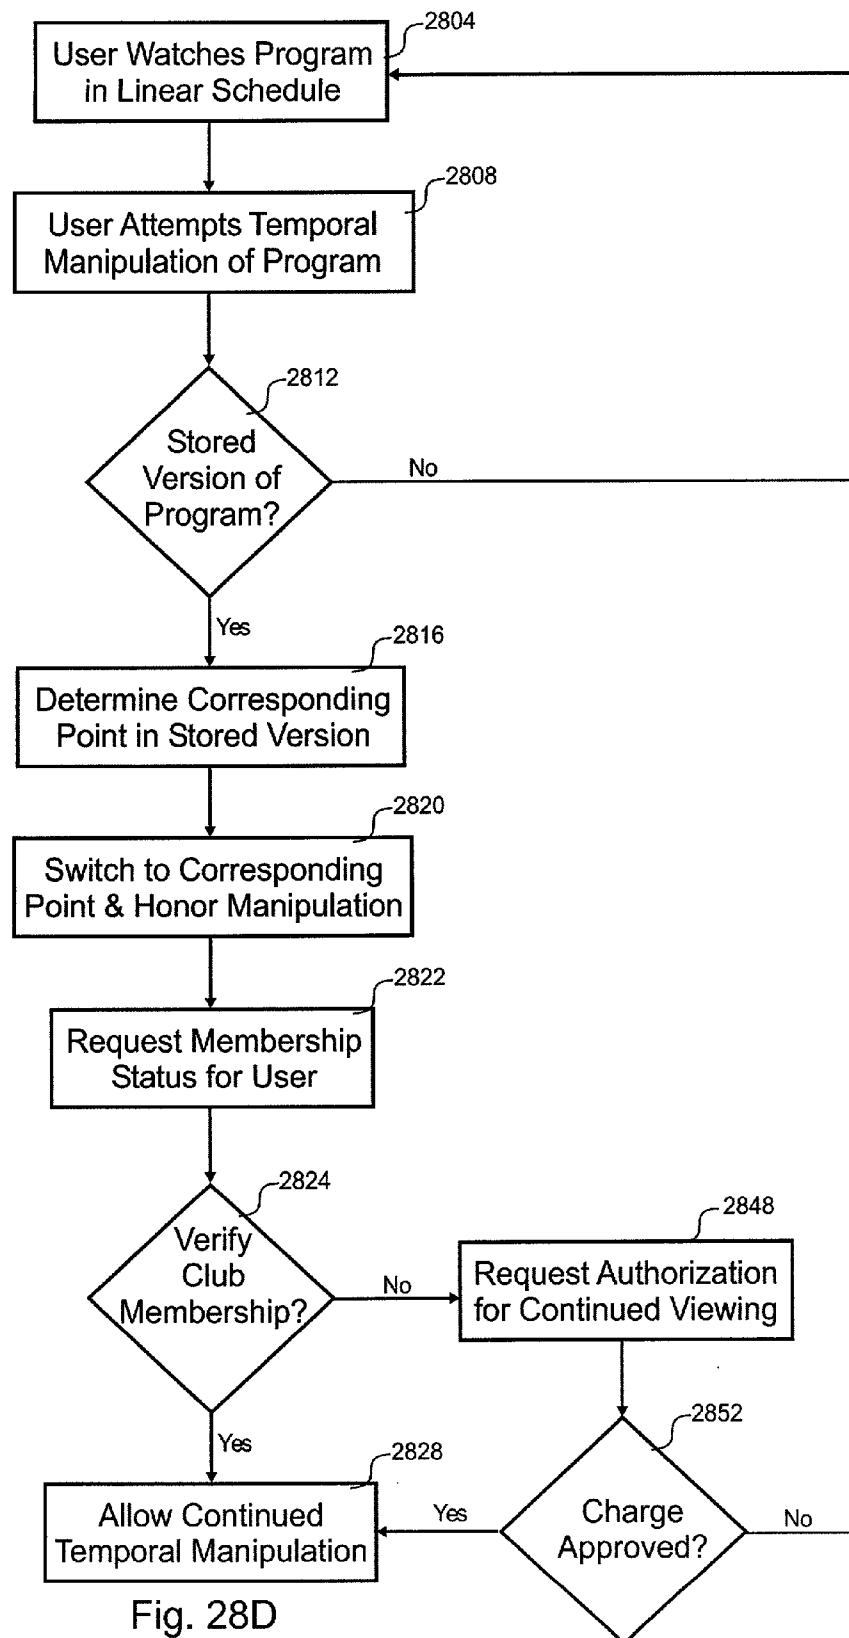 2804
User Watches Program
in Linear Schedule
2808
User Attempts Temporal
Manipulation of Program
2812
Stored
Version of
Program?
No
Yes
2816
Determine Corresponding
Point in Stored Version
2820
Switch to Corresponding
Point & Honor Manipulation
2822
Request Membership
Status for User
2824
Verify
Club
Membership?
No
2848
Request Authorization
for Continued Viewing
Yes
2852
Charge
Approved?
Yes
No
2828
Allow Continued
Temporal Manipulation
Fig. 28D